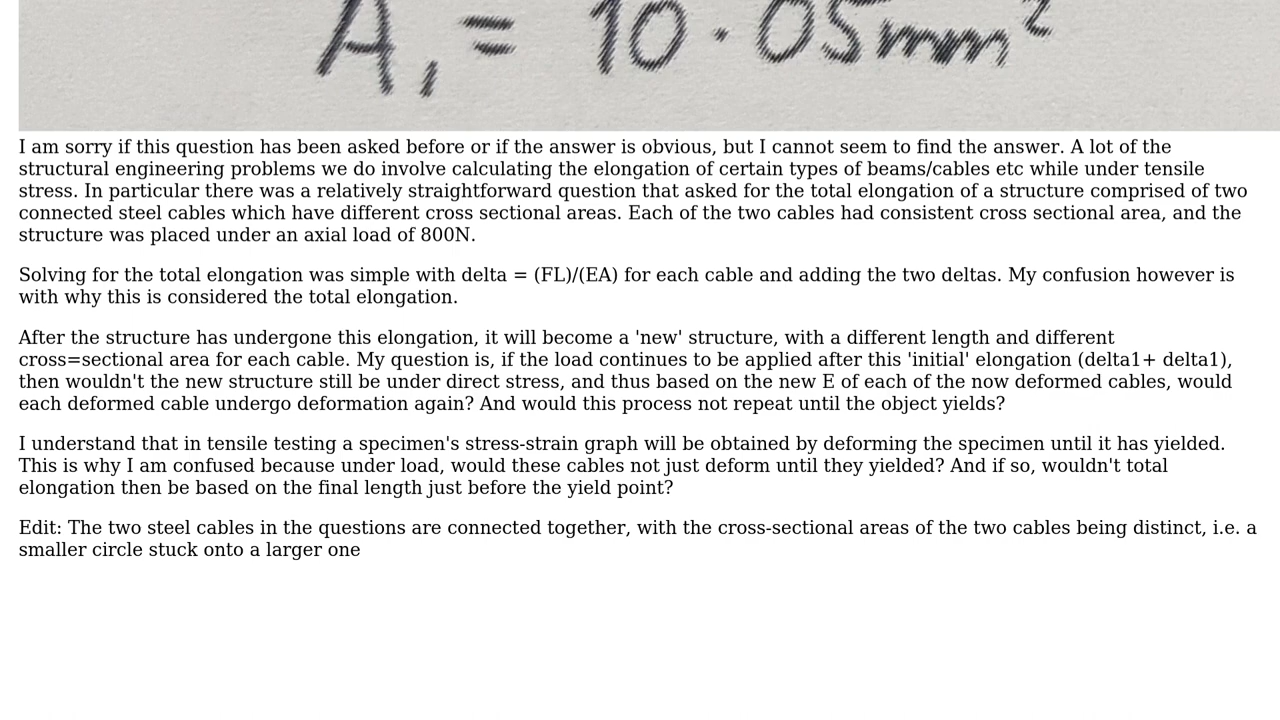 A₁ = 10·05mm²
I am sorry if this question has been asked before or if the answer is obvious, but I cannot seem to find the answer. A lot of the
structural engineering problems we do involve calculating the elongation of certain types of beams/cables etc while under tensile
stress. In particular there was a relatively straightforward question that asked for the total elongation of a structure comprised of two
connected steel cables which have different cross sectional areas. Each of the two cables had consistent cross sectional area, and the
structure was placed under an axial load of 800N.
Solving for the total elongation was simple with delta = (FL)/(EA) for each cable and adding the two deltas. My confusion however is
with why this is considered the total elongation.
After the structure has undergone this elongation, it will become a 'new' structure, with a different length and different
cross=sectional area for each cable. My question is, if the load continues to be applied after this 'initial' elongation (delta1+ delta1),
then wouldn't the new structure still be under direct stress, and thus based on the new E of each of the now deformed cables, would
each deformed cable undergo deformation again? And would this process not repeat until the object yields?
I understand that in tensile testing a specimen's stress-strain graph will be obtained by deforming the specimen until it has yielded.
This is why I am confused because under load, would these cables not just deform until they yielded? And if so, wouldn't total
elongation then be based on the final length just before the yield point?
Edit: The two steel cables in the questions are connected together, with the cross-sectional areas of the two cables being distinct, i.e. a
smaller circle stuck onto a larger one